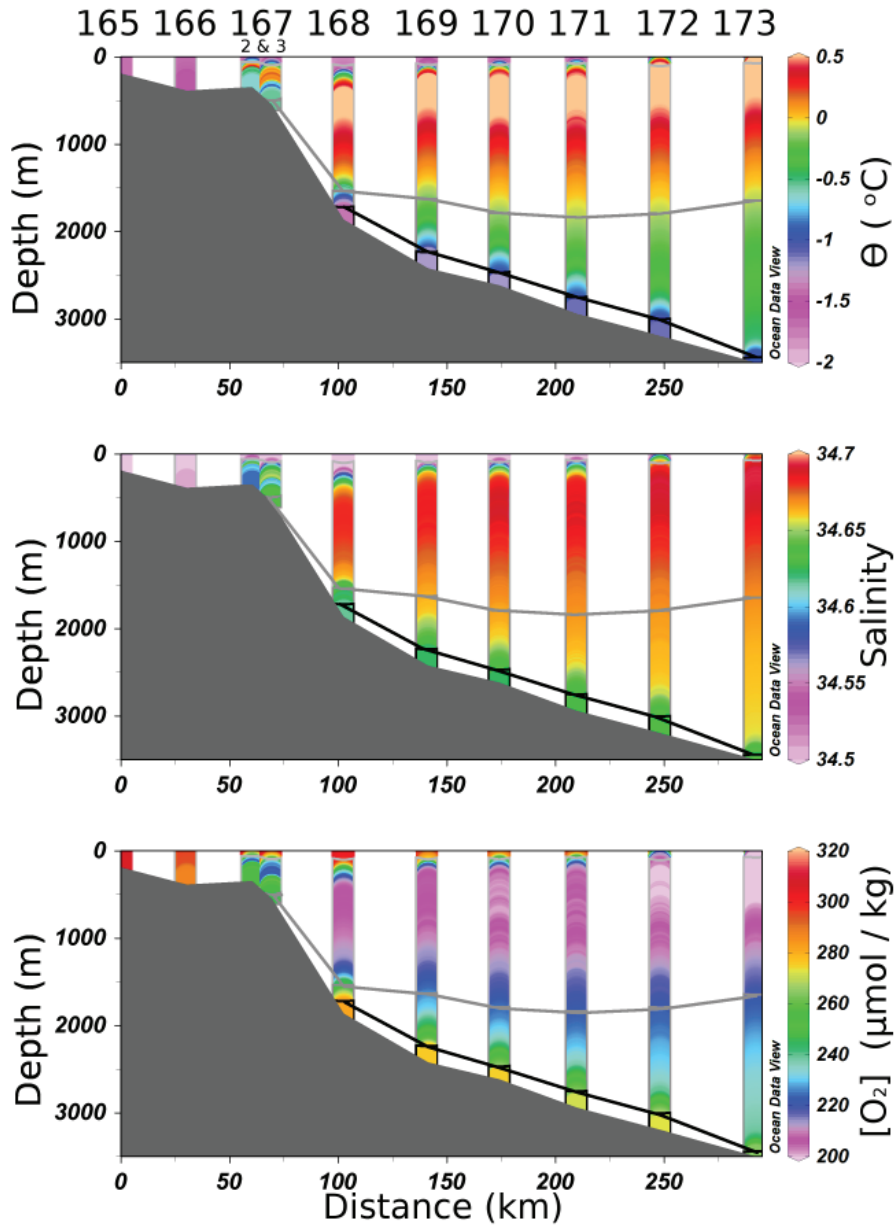 165 166 167 168 169 170 171 172 173
2 & 3
0
1000
2000
3000
Depth (m)
0 50 100 150 200 250
Ocean Data View
0.5
0
-0.5
-1
-1.5
-2
Θ ( °C)
0
1000
2000
3000
Depth (m)
0 50 100 150 200 250
Ocean Data View
34.7
34.65
34.6
34.55
34.5
Salinity
0
1000
2000
3000
Depth (m)
0 50 100 150 200 250
Distance (km)
Ocean Data View
320
300
280
260
240
220
210
200
[O₂] (μmol / kg)